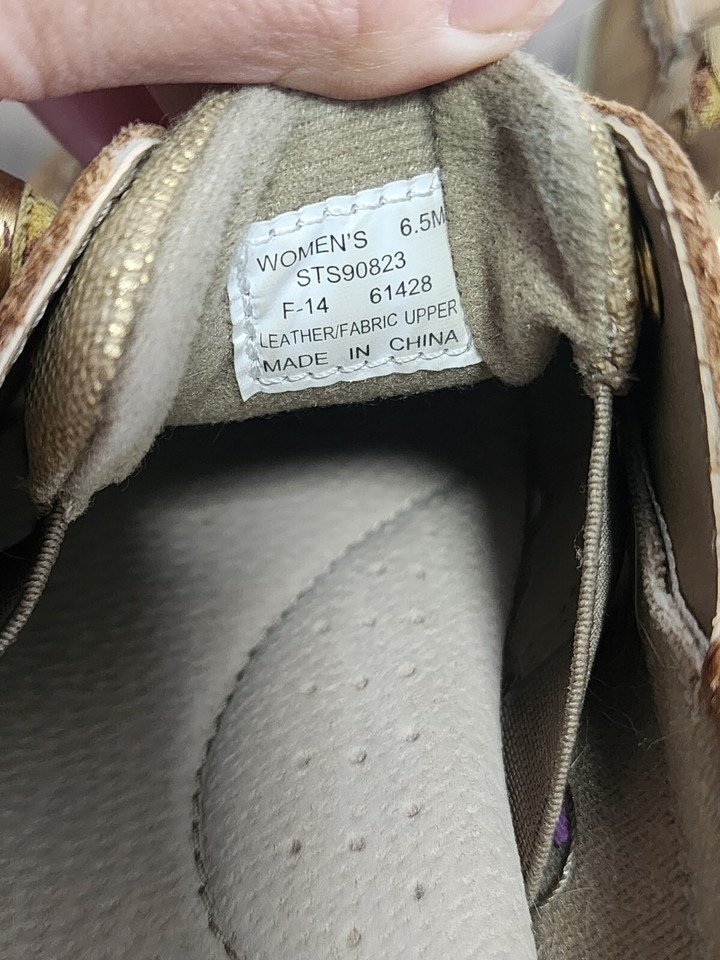 WOMEN'S 6.5M
STS90823
F-14 61428
LEATHER/FABRIC UPPER
MADE IN CHINA